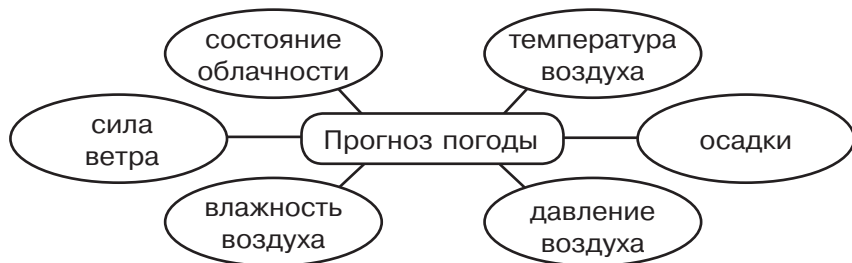 состояние
облачности
температура
воздуха
сила
ветра
Прогноз погоды
осадки
влажность
воздуха
давление
воздуха